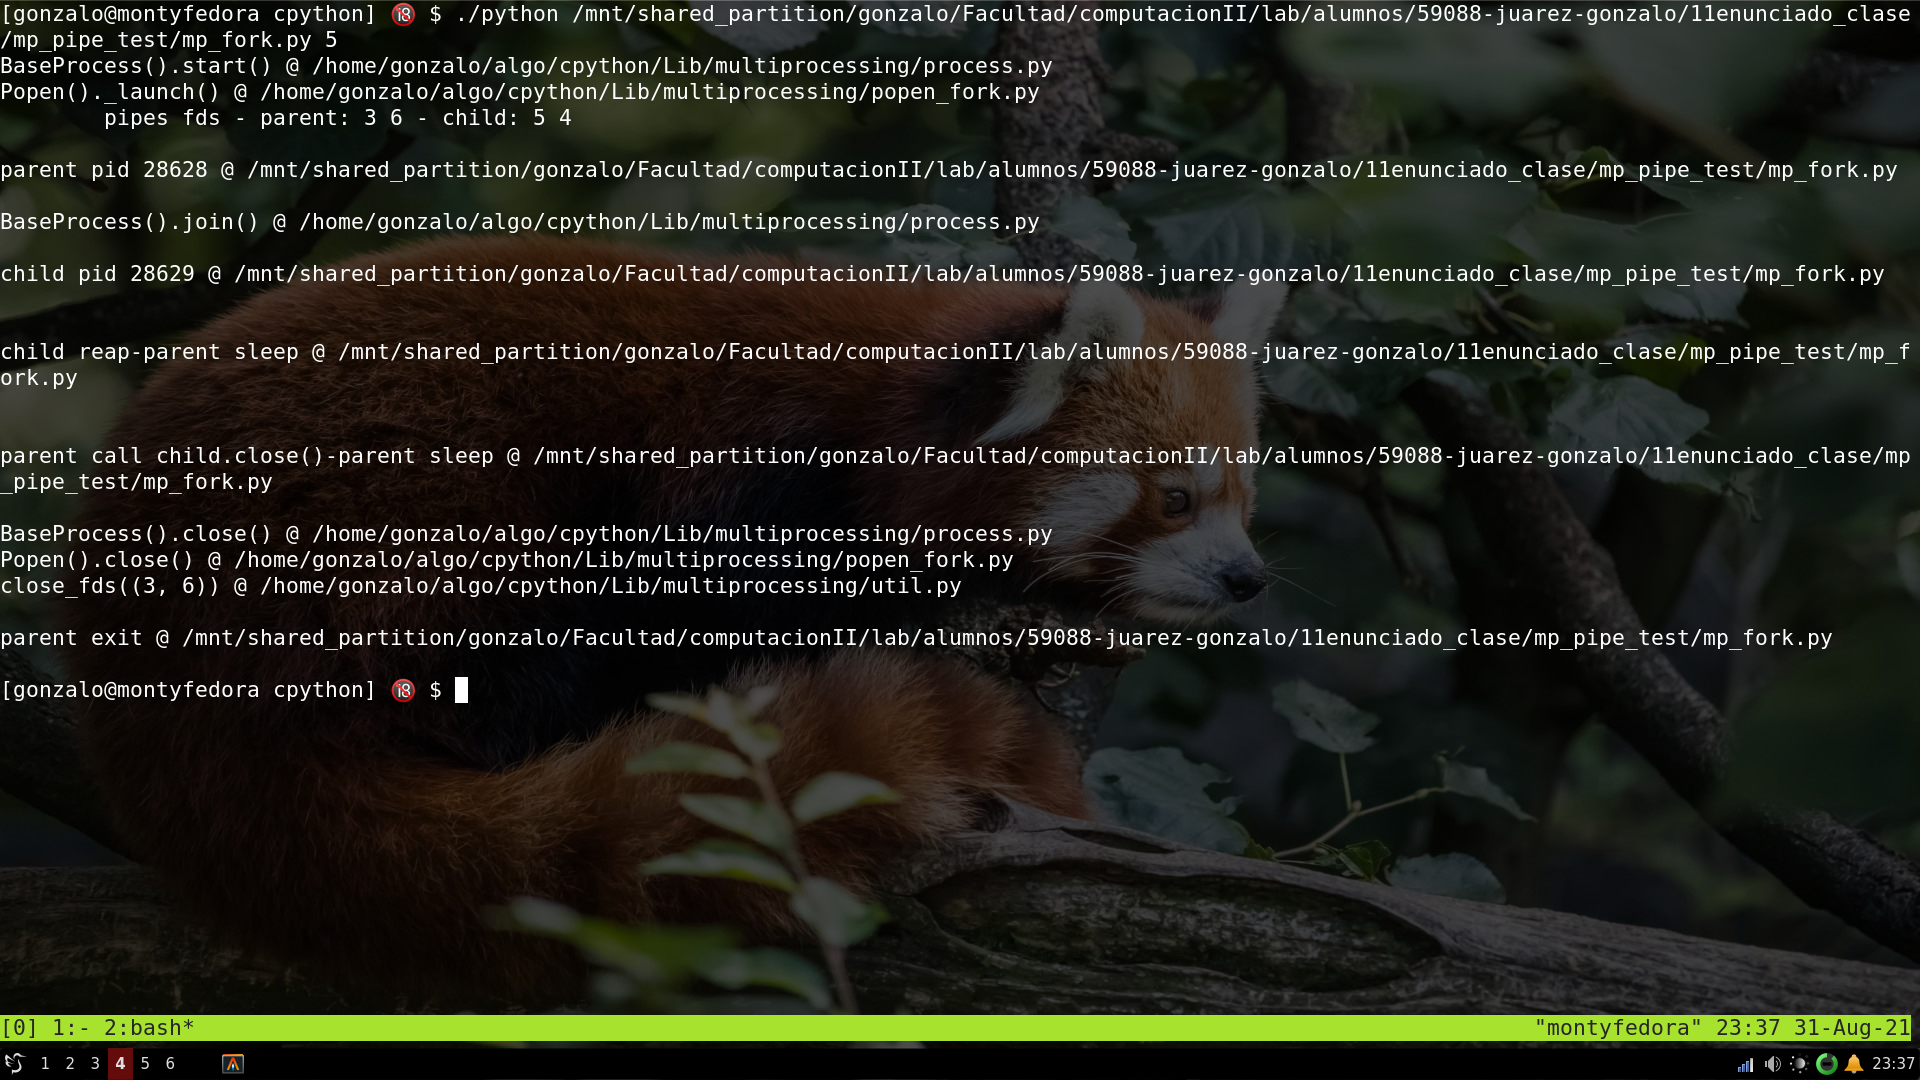 [gonzalo@montyfedora cpython] 🔞 $ ./python /mnt/shared_partition/gonzalo/Facultad/computacionII/lab/alumnos/59088-juarez-gonzalo/11enunciado_clase
/mp_pipe_test/mp_fork.py 5
BaseProcess().start() @ /home/gonzalo/algo/cpython/Lib/multiprocessing/process.py
Popen()._launch() @ /home/gonzalo/algo/cpython/Lib/multiprocessing/popen_fork.py
pipes fds - parent: 3 6 - child: 5 4
parent pid 28628 @ /mnt/shared_partition/gonzalo/Facultad/computacionII/lab/alumnos/59088-juarez-gonzalo/11enunciado_clase/mp_pipe_test/mp_fork.py
BaseProcess().join() @ /home/gonzalo/algo/cpython/Lib/multiprocessing/process.py
child pid 28629 @ /mnt/shared_partition/gonzalo/Facultad/computacionII/lab/alumnos/59088-juarez-gonzalo/11enunciado_clase/mp_pipe_test/mp_fork.py
child reap-parent sleep @ /mnt/shared_partition/gonzalo/Facultad/computacionII/lab/alumnos/59088-juarez-gonzalo/11enunciado_clase/mp_pipe_test/mp_f
ork.py
parent call child.close()-parent sleep @ /mnt/shared_partition/gonzalo/Facultad/computacionII/lab/alumnos/59088-juarez-gonzalo/11enunciado_clase/mp
_pipe_test/mp_fork.py
BaseProcess().close() @ /home/gonzalo/algo/cpython/Lib/multiprocessing/process.py
Popen().close() @ /home/gonzalo/algo/cpython/Lib/multiprocessing/popen_fork.py
close_fds((3, 6)) @ /home/gonzalo/algo/cpython/Lib/multiprocessing/util.py
parent exit @ /mnt/shared_partition/gonzalo/Facultad/computacionII/lab/alumnos/59088-juarez-gonzalo/11enunciado_clase/mp_pipe_test/mp_fork.py
[gonzalo@montyfedora cpython] 🔞 $
[0] 1:- 2:bash* "montyfedora" 23:37 31-Aug-21
1 2 3 4 5 6 23:37